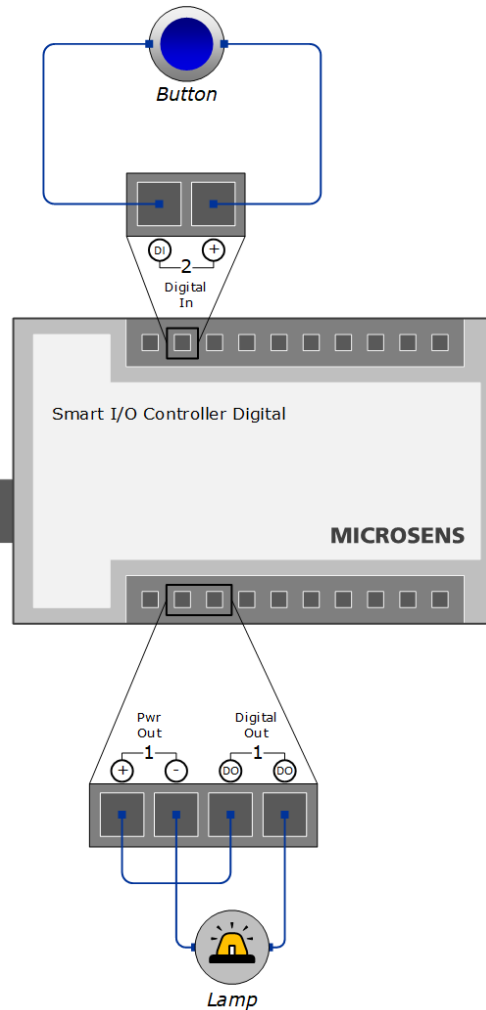 Button
DI
+
2
Digital
In
Smart I/O Controller Digital
MICROSENS
Pwr
Out
Digital
Out
1
1
+
-
DO
DO
Lamp